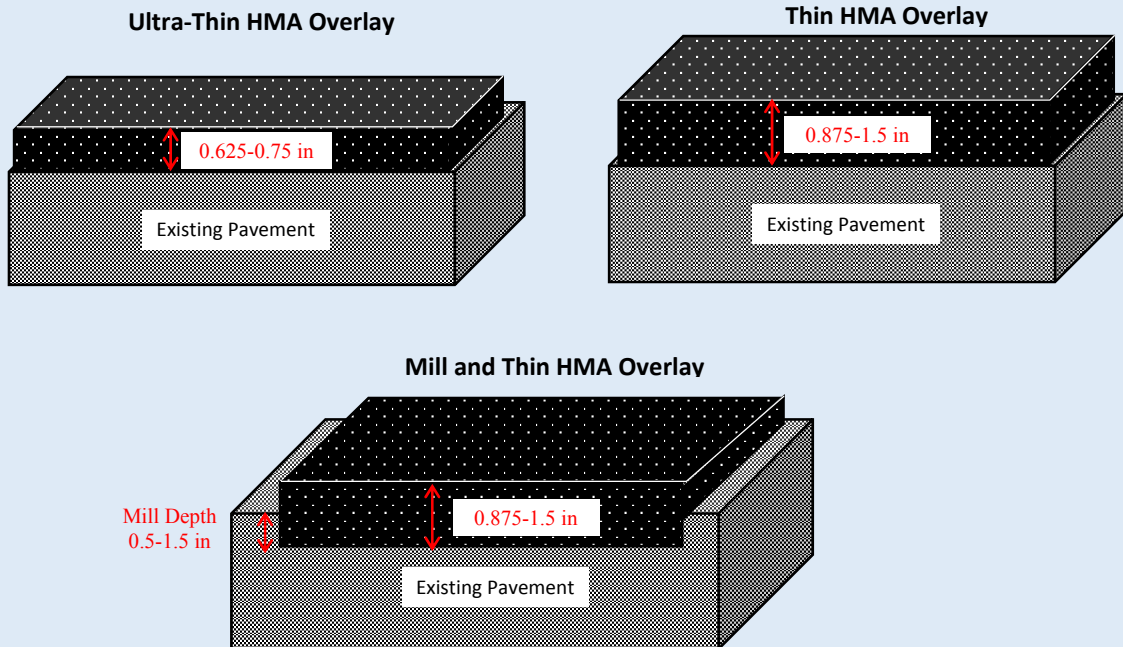 Ultra-Thin HMA Overlay
Thin HMA Overlay
0.625-0.75 in
0.875-1.5 in
Existing Pavement
Existing Pavement
Mill and Thin HMA Overlay
Mill Depth
0.5-1.5 in
0.875-1.5 in
Existing Pavement